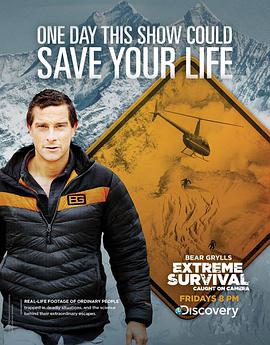 ONE DAY THIS SHOW COULD
SAVE YOUR LIFE
BG
BEAR GRYLLS
EXTREME
SURVIVAL
CAUGHT ON CAMERA
FRIDAYS 8 PM
Discovery
REAL-LIFE FOOTAGE OF ORDINARY PEOPLE
trapped in deadly situations, and the science
behind their extraordinary escapes.